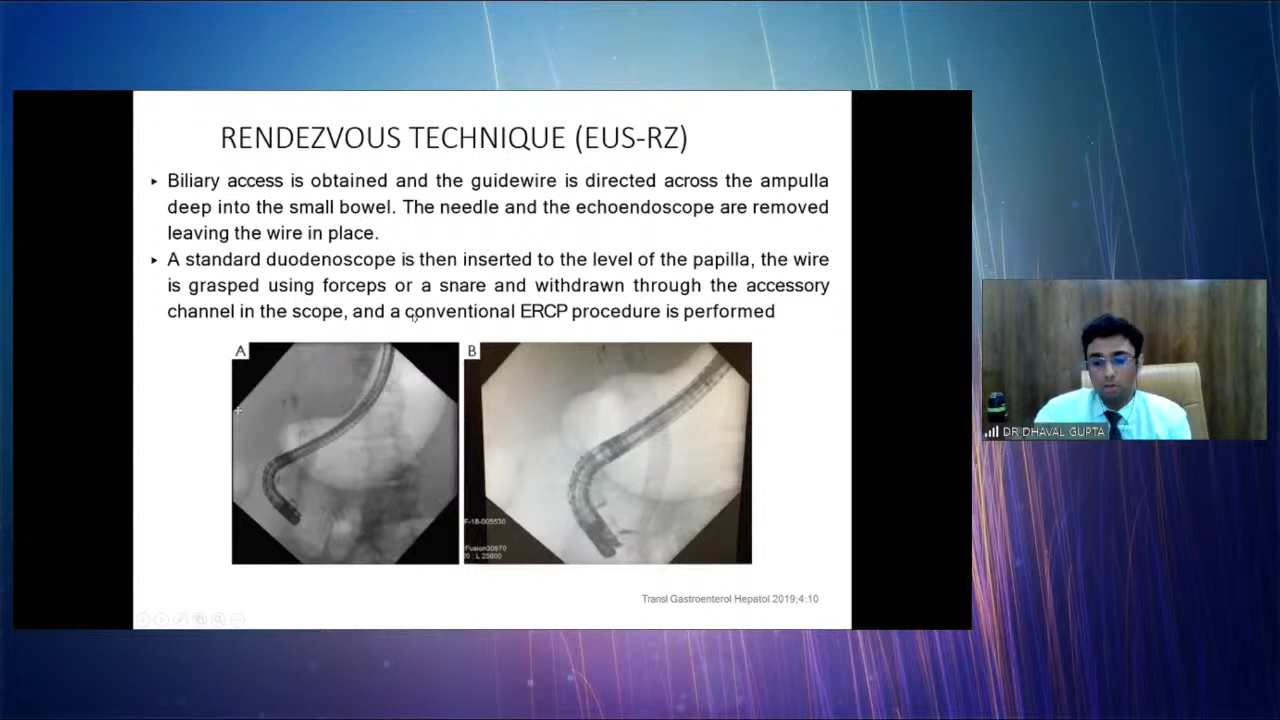 RENDEZVOUS TECHNIQUE (EUS-RZ)
‣ Biliary access is obtained and the guidewire is directed across the ampulla
deep into the small bowel. The needle and the echoendoscope are removed
leaving the wire in place.
‣ A standard duodenoscope is then inserted to the level of the papilla, the wire
is grasped using forceps or a snare and withdrawn through the accessory
channel in the scope, and a conventional ERCP procedure is performed
A
B
F-18-005530
Fusion30970
L 25800
Transl Gastroenterol Hepatol 2019;4:10
DR DHAVAL GUPTA